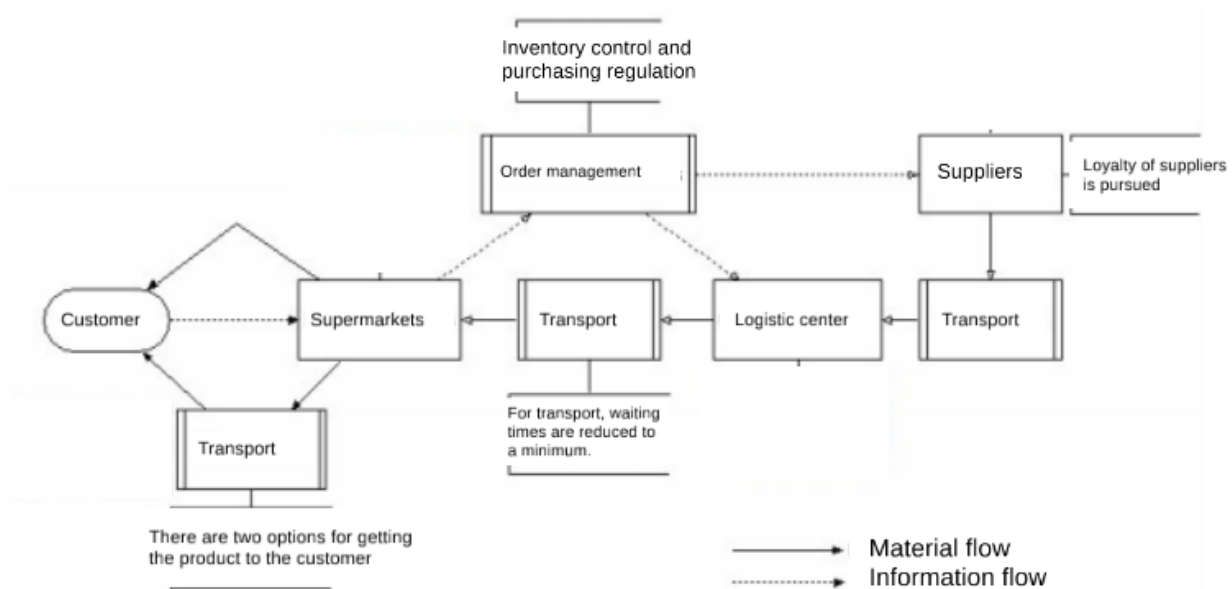 Inventory control and
purchasing regulation
Order management
Suppliers
Loyalty of suppliers
is pursued
Customer
Supermarkets
Transport
Logistic center
Transport
Transport
For transport, waiting
times are reduced to
a minimum.
There are two options for getting
the product to the customer
Material flow
Information flow